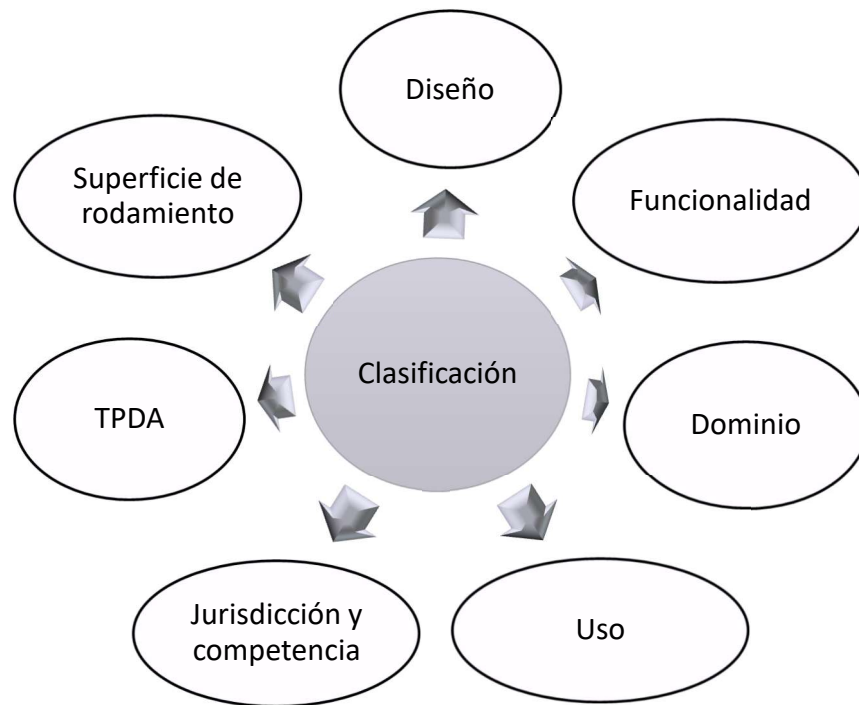 Diseño
Superficie de
rodamiento
Funcionalidad
Clasificación
TPDA
Dominio
Jurisdicción y
competencia
Uso